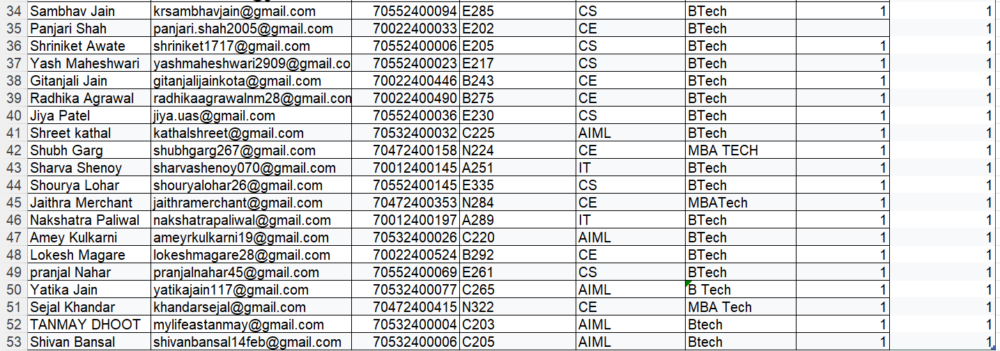 34 Sambhav Jain krsambhavjain@gmail.com 70552400094 E285 CS BTech 1 1
35 Panjari Shah panjari.shah2005@gmail.com 70022400033 E202 CE BTech 1
36 Shriniket Awate shriniket1717@gmail.com 70552400006 E205 CS BTech 1 1
37 Yash Maheshwari yashmaheshwari2909@gmail.co 70552400023 E217 CS BTech 1 1
38 Gitanjali Jain gitanjalijainkota@gmail.com 70022400446 B243 CE BTech 1 1
39 Radhika Agrawal radhikaagrawalnm28@gmail.com 70022400490 B275 CE BTech 1 1
40 Jiya Patel jiya.uas@gmail.com 70552400036 E230 CS BTech 1 1
41 Shreet kathal kathalshreet@gmail.com 70532400032 C225 AIML BTech 1 1
42 Shubh Garg shubhgarg267@gmail.com 70472400158 N224 CE MBA TECH 1 1
43 Sharva Shenoy sharvashenoy070@gmail.com 70012400145 A251 IT BTech 1 1
44 Shourya Lohar shouryalohar26@gmail.com 70552400145 E335 CS BTech 1 1
45 Jaithra Merchant jaithramerchant@gmail.com 70472400353 N284 CE MBATech 1 1
46 Nakshatra Paliwal nakshatrapaliwal@gmail.com 70012400197 A289 IT BTech 1 1
47 Amey Kulkarni ameyrkulkarni19@gmail.com 70532400026 C220 AIML BTech 1 1
48 Lokesh Magare lokeshmagare28@gmail.com 70022400524 B292 CE BTech 1 1
49 pranjal Nahar pranjalnahar45@gmail.com 70552400069 E261 CS BTech 1 1
50 Yatika Jain yatikajain117@gmail.com 70532400077 C265 AIML B Tech 1 1
51 Sejal Khandar khandarsejal@gmail.com 70472400415 N322 CE MBA Tech 1 1
52 TANMAY DHOOT mylifeastanmay@gmail.com 70532400004 C203 AIML Btech 1 1
53 Shivan Bansal shivanbansal14feb@gmail.com 70532400006 C205 AIML Btech 1 1